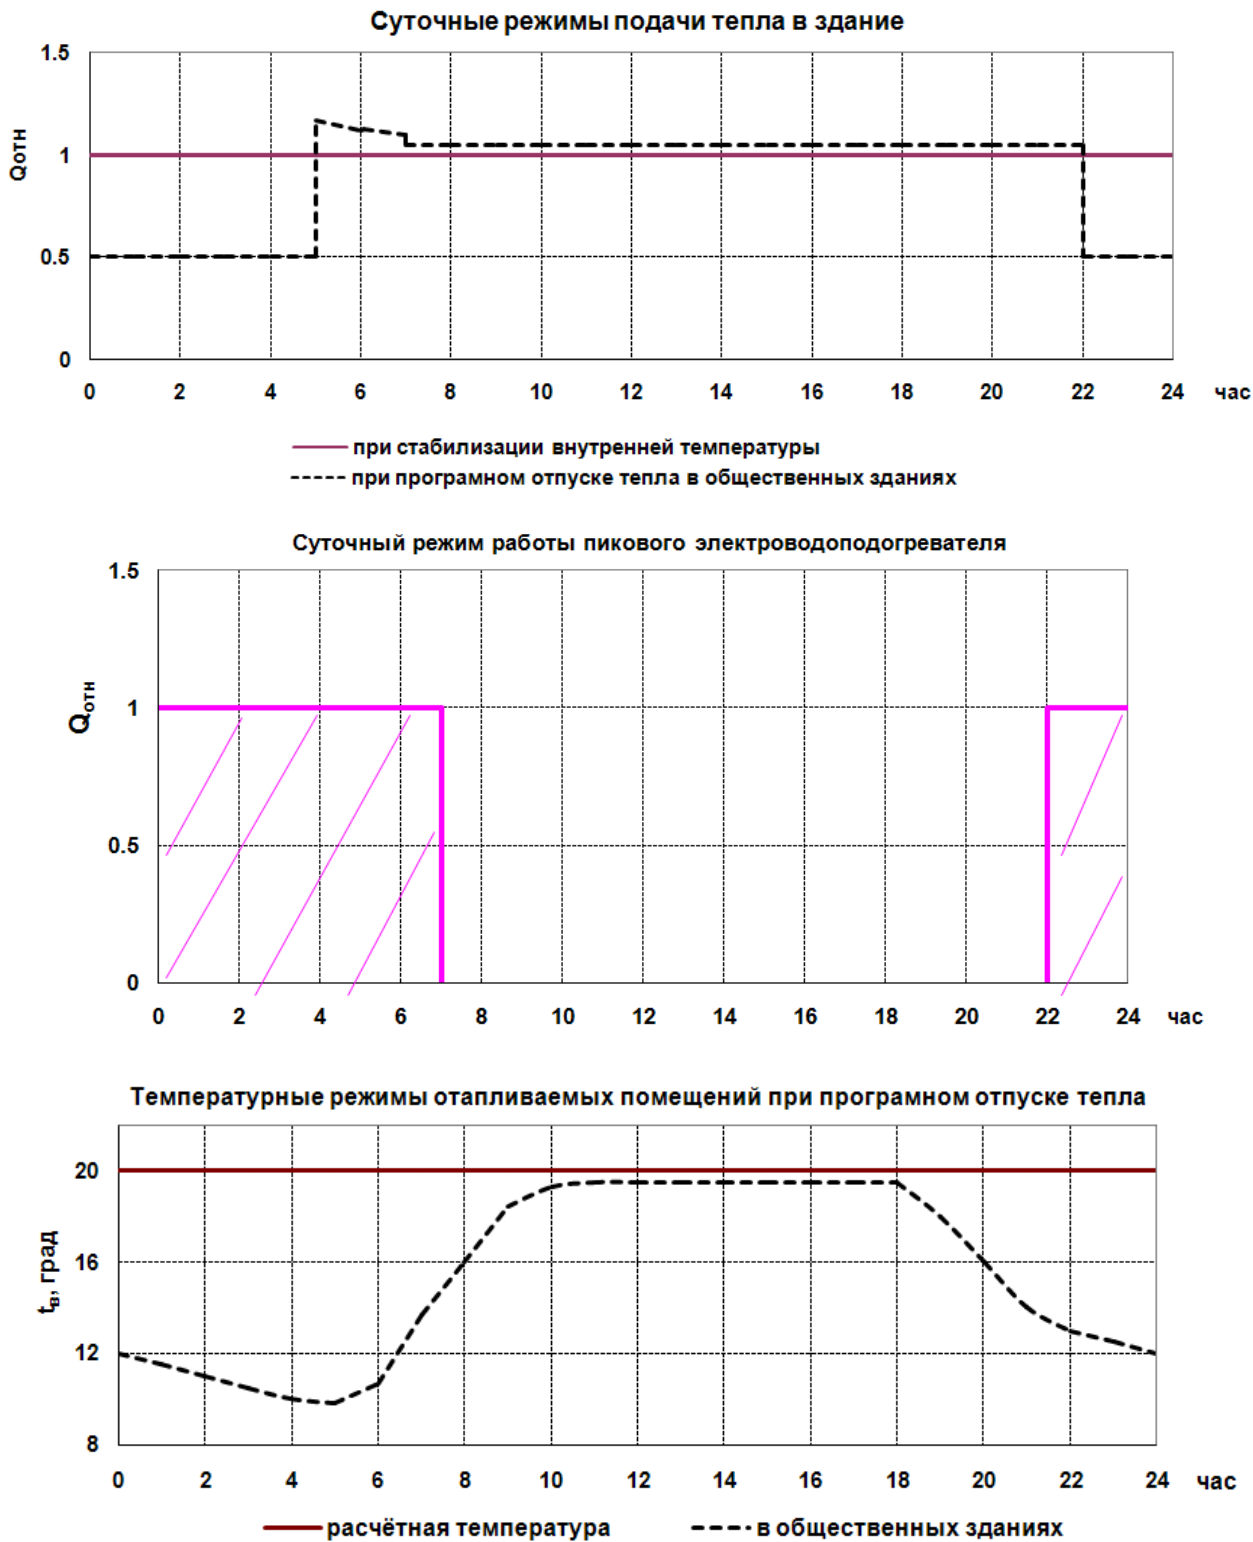 Суточные режимы подачи тепла в здание
1.5
1
0.5
0
Qотн
0 2 4 6 8 10 12 14 16 18 20 22 24 час
при стабилизации внутренней температуры
при програмном отпуске тепла в общественных зданиях
Суточный режим работы пикового электроводоподогревателя
1.5
1
0.5
0
Qотн
0 2 4 6 8 10 12 14 16 18 20 22 24 час
Температурные режимы отапливаемых помещений при програмном отпуске тепла
20
16
12
8
tв, град
0 2 4 6 8 10 12 14 16 18 20 22 24 час
расчётная температура
в общественных зданиях